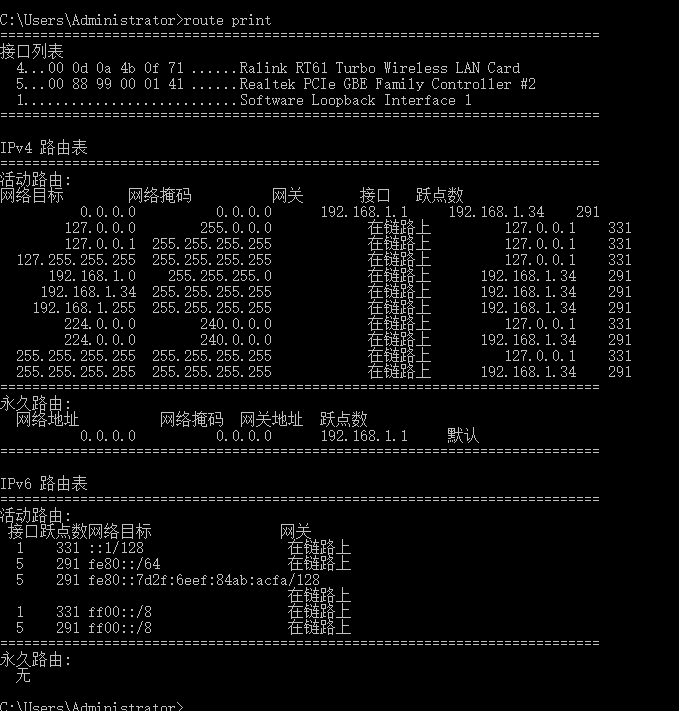 C:\Users\Administrator>route print
===========================================================================
接口列表
  4...00 0d 0a 4b 0f 71 ......Ralink RT61 Turbo Wireless LAN Card
  5...00 88 99 00 01 41 ......Realtek PCIe GBE Family Controller #2
  1...........................Software Loopback Interface 1
===========================================================================
IPv4 路由表
===========================================================================
活动路由:
网络目标        网络掩码          网关       接口   跃点数
          0.0.0.0          0.0.0.0      192.168.1.1     192.168.1.34    291
        127.0.0.0        255.0.0.0            在链路上         127.0.0.1    331
        127.0.0.1  255.255.255.255            在链路上         127.0.0.1    331
  127.255.255.255  255.255.255.255            在链路上         127.0.0.1    331
      192.168.1.0    255.255.255.0            在链路上      192.168.1.34    291
     192.168.1.34  255.255.255.255            在链路上      192.168.1.34    291
    192.168.1.255  255.255.255.255            在链路上      192.168.1.34    291
        224.0.0.0        240.0.0.0            在链路上         127.0.0.1    331
        224.0.0.0        240.0.0.0            在链路上      192.168.1.34    291
  255.255.255.255  255.255.255.255            在链路上         127.0.0.1    331
  255.255.255.255  255.255.255.255            在链路上      192.168.1.34    291
===========================================================================
永久路由:
  网络地址          网络掩码  网关地址  跃点数
          0.0.0.0          0.0.0.0      192.168.1.1     默认
===========================================================================
IPv6 路由表
===========================================================================
活动路由:
 接口跃点数网络目标                网关
  1    331 ::1/128                  在链路上
  5    291 fe80::/64                在链路上
  5    291 fe80::7d2f:6eef:84ab:acfa/128
                                    在链路上
  1    331 ff00::/8                 在链路上
  5    291 ff00::/8                 在链路上
===========================================================================
永久路由:
  无
C:\Users\Administrator>